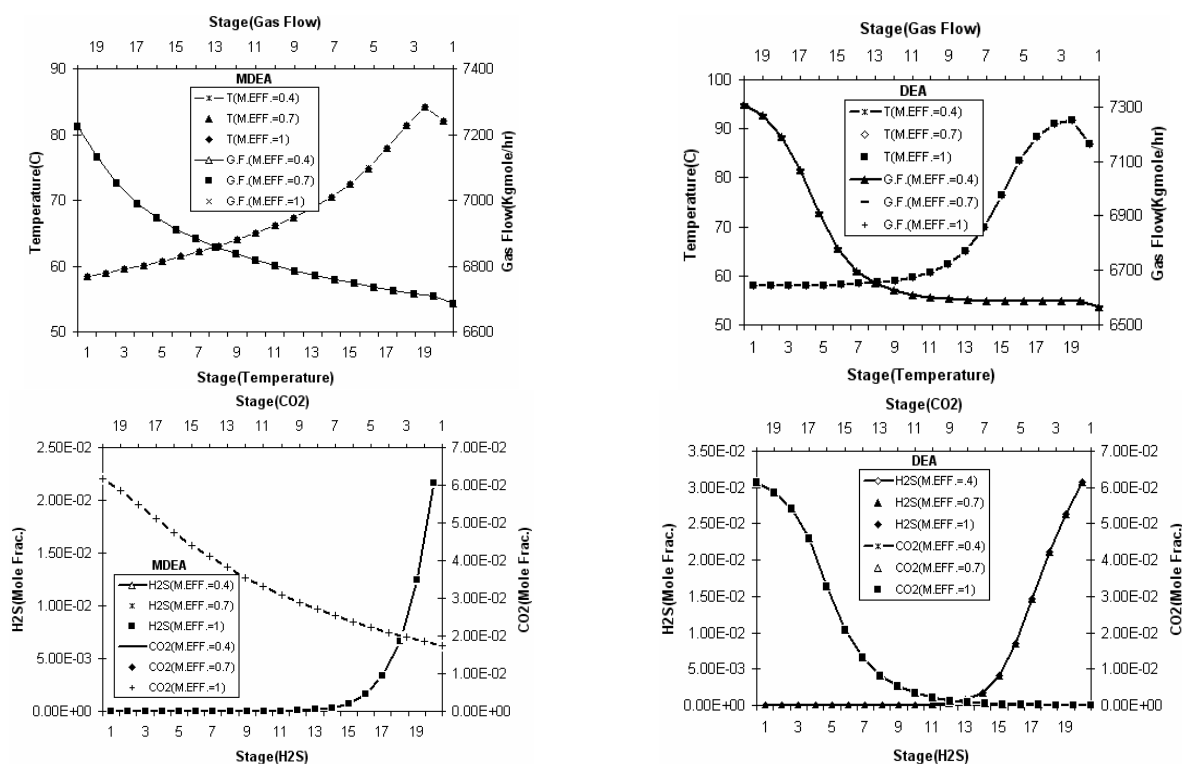 Stage(Gas Flow)
19 17 15 13 11 9 7 5 3 1
90
80
70
60
50
Temperature(C)
MDEA
T(M.EFF.=0.4)
T(M.EFF.=0.7)
T(M.EFF.=1)
G.F.(M.EFF.=0.4)
G.F.(M.EFF.=0.7)
G.F.(M.EFF.=1)
7400
7200
7000
6800
6600
Gas Flow(Kgmole/hr)
1 3 5 7 9 11 13 15 17 19
Stage(Temperature)
Stage(Gas Flow)
19 17 15 13 11 9 7 5 3 1
100
90
80
70
60
50
Temperature(C)
DEA
T(M.EFF.=0.4)
T(M.EFF.=0.7)
T(M.EFF.=1)
G.F.(M.EFF.=0.4)
G.F.(M.EFF.=0.7)
G.F.(M.EFF.=1)
7300
7100
6900
6700
6500
Gas Flow(Kgmole/hr)
1 3 5 7 9 11 13 15 17 19
Stage(Temperature)
Stage(CO2)
19 17 15 13 11 9 7 5 3 1
2.50E-02
2.00E-02
1.50E-02
1.00E-02
5.00E-03
0.00E+00
H2S(Mole Frac.)
MDEA
H2S(M.EFF.=0.4)
H2S(M.EFF.=0.7)
H2S(M.EFF.=1)
CO2(M.EFF.=0.4)
CO2(M.EFF.=0.7)
CO2(M.EFF.=1)
7.00E-02
6.00E-02
5.00E-02
4.00E-02
3.00E-02
2.00E-02
1.00E-02
0.00E+00
CO2(Mole Frac.)
1 3 5 7 9 11 13 15 17 19
Stage(H2S)
Stage(CO2)
19 17 15 13 11 9 7 5 3 1
3.50E-02
3.00E-02
2.50E-02
2.00E-02
1.50E-02
1.00E-02
5.00E-03
0.00E+00
H2S(Mole Frac.)
DEA
H2S(M.EFF.=.4)
H2S(M.EFF.=0.7)
H2S(M.EFF.=1)
CO2(M.EFF.=0.4)
CO2(M.EFF.=0.7)
CO2(M.EFF.=1)
7.00E-02
6.00E-02
5.00E-02
4.00E-02
3.00E-02
2.00E-02
1.00E-02
0.00E+00
CO2(Mole Frac.)
1 3 5 7 9 11 13 15 17 19
Stage(H2S)